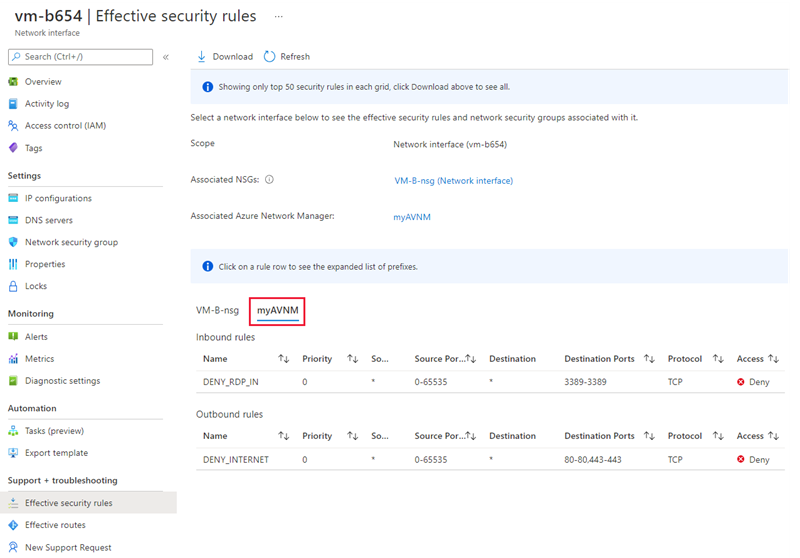 vm-b654 | Effective security rules ...
Network interface
Search (Ctrl+/)
«
Overview
Activity log
Access control (IAM)
Tags
Settings
IP configurations
DNS servers
Network security group
Properties
Locks
Monitoring
Alerts
Metrics
Diagnostic settings
Automation
Tasks (preview)
Export template
Support + troubleshooting
Effective security rules
Effective routes
New Support Request
Download Refresh
Showing only top 50 security rules in each grid, click Download above to see all.
Select a network interface below to see the effective security rules and network security groups associated with it.
Scope Network interface (vm-b654)
Associated NSGs: VM-B-nsg (Network interface)
Associated Azure Network Manager: myAVNM
Click on a rule row to see the expanded list of prefixes.
VM-B-nsg myAVNM
Inbound rules
Name Priority So... Source Por... Destination Destination Ports Protocol Access
DENY_RDP_IN 0 * 0-65535 * 3389-3389 TCP Deny
Outbound rules
Name Priority So... Source Por... Destination Destination Ports Protocol Access
DENY_INTERNET 0 * 0-65535 * 80-80,443-443 TCP Deny